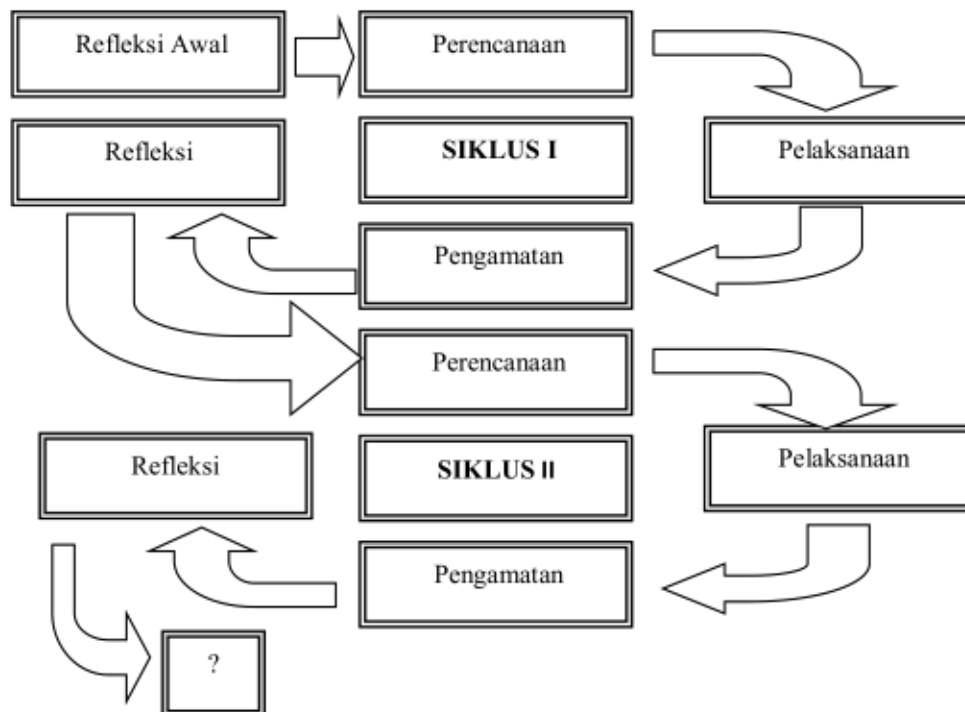 Refleksi Awal
Perencanaan
Refleksi
SIKLUS I
Pelaksanaan
Pengamatan
Perencanaan
Refleksi
SIKLUS II
Pelaksanaan
Pengamatan
?